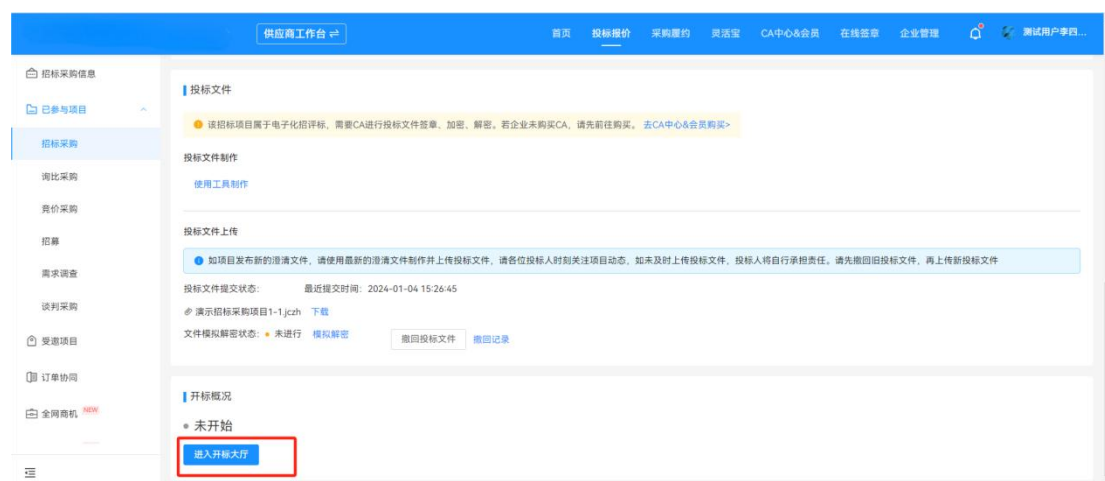 供应商工作台 ⇌
首页 投标报价 采购履约 灵活宝 CA中心&会员 在线签章 企业管理 测试用户李四...
招标采购信息
已参与项目
招标采购
询比采购
竞价采购
招募
需求调查
谈判采购
受邀项目
订单协同
全网商机 NEW
投标文件
该招标项目属于电子化招评标，需要CA进行投标文件签章、加密、解密。若企业未购买CA，请先前往购买。 去CA中心&会员购买>
投标文件制作
使用工具制作
投标文件上传
如项目发布新的澄清文件，请使用最新的澄清文件制作并上传投标文件，请各位投标人时刻关注项目动态，如未及时上传投标文件，投标人将自行承担责任。请先撤回旧投标文件，再上传新投标文件
投标文件提交状态: 最近提交时间: 2024-01-04 15:26:45
演示招标采购项目1-1.jczh 下载
文件模拟解密状态: 未进行 模拟解密 撤回投标文件 撤回记录
开标概况
未开始
进入开标大厅